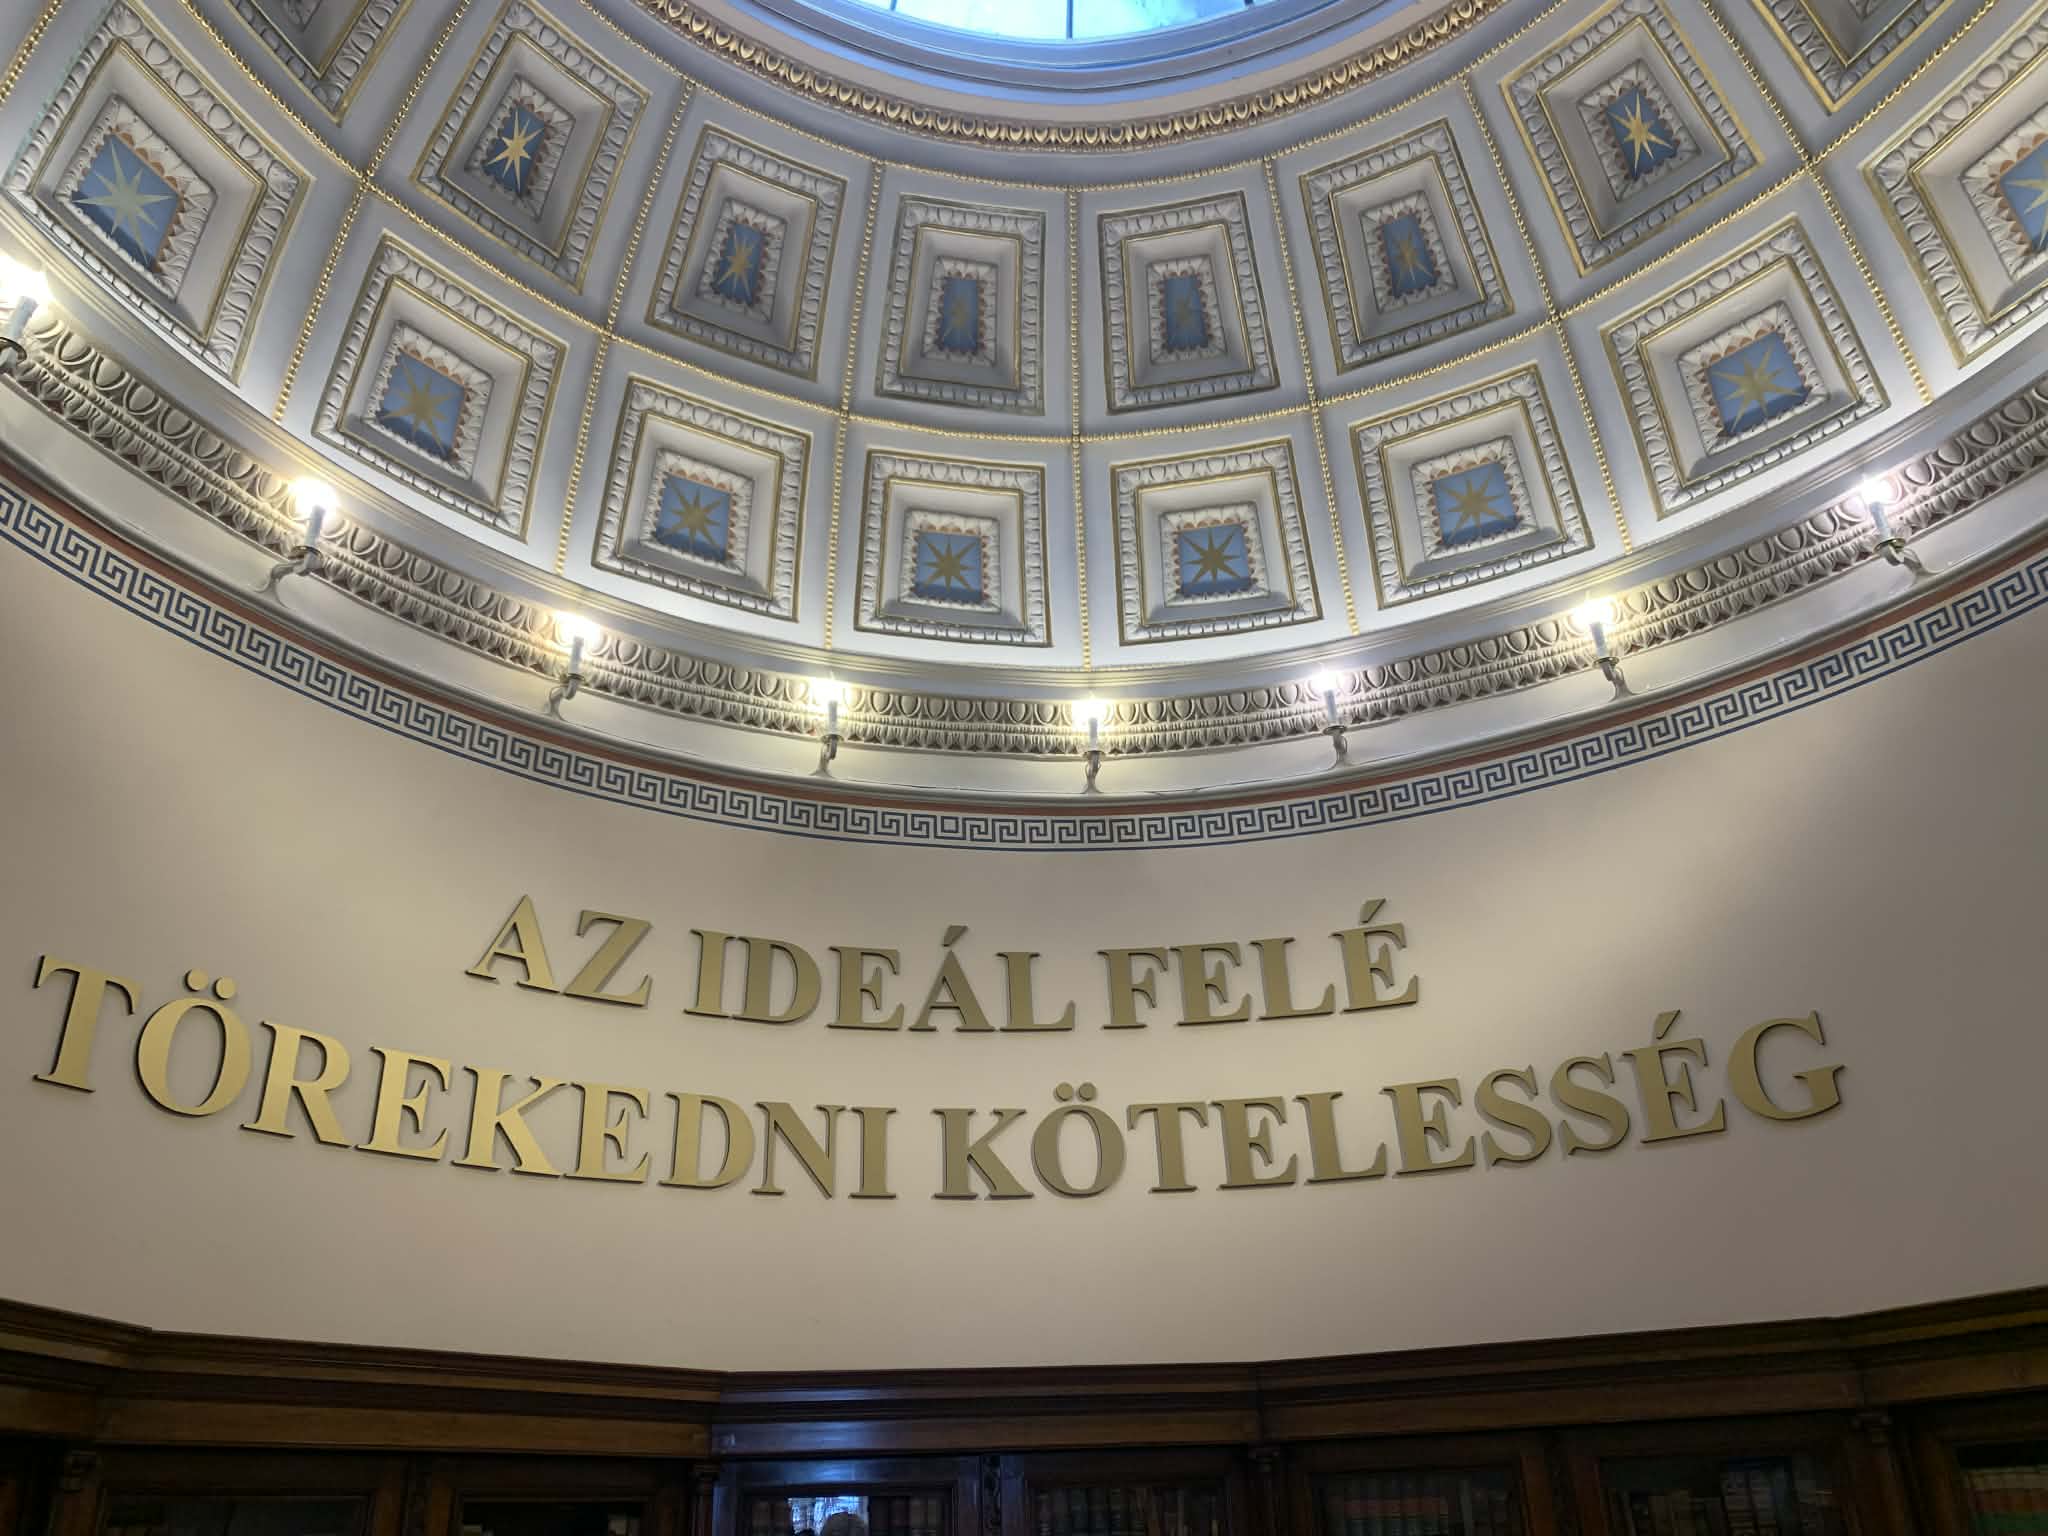 AZ IDEÁL FELÉ
TÖREKEDNI KÖTELESSÉG